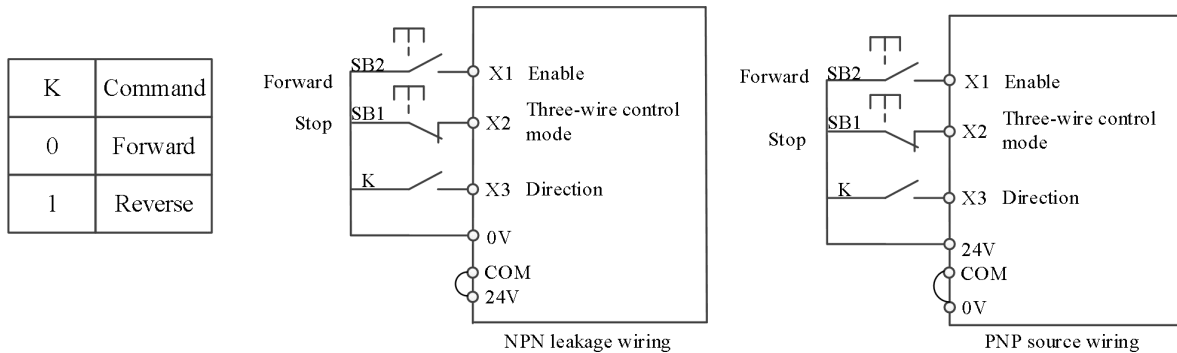 K Command
0 Forward
1 Reverse
Forward
SB2
X1 Enable
Stop
SB1
X2 Three-wire control
mode
K
X3 Direction
0V
COM
24V
NPN leakage wiring
Forward
SB2
X1 Enable
Stop
SB1
X2 Three-wire control
mode
K
X3 Direction
24V
COM
0V
PNP source wiring